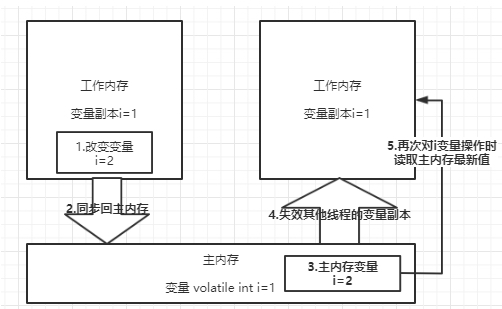 工作内存
变量副本i=1
1.改变变量
i=2
2.同步回主内存
工作内存
变量副本i=1
5.再次对i变量操作时
读取主内存最新值
4.失效其他线程的变量副本
主内存
变量 volatile int i=1
3.主内存变量
i=2